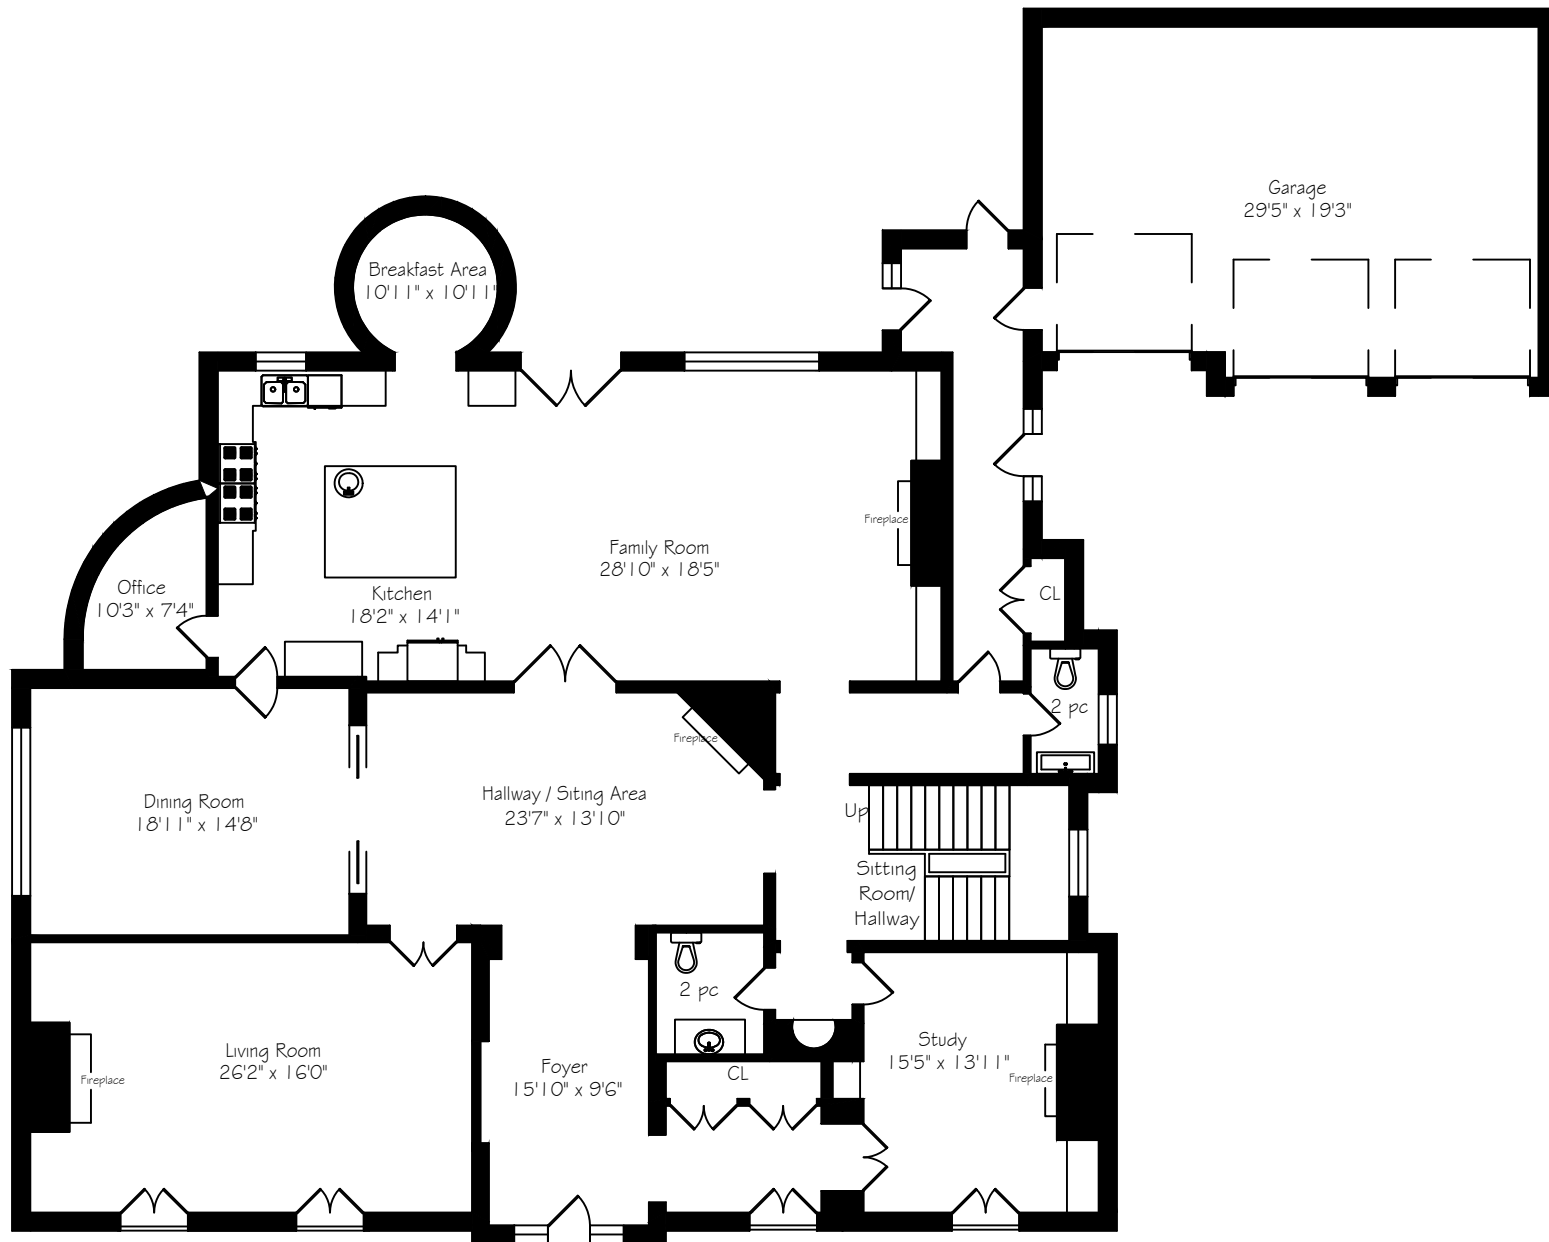 Garage
29'5" x 19'3"
Breakfast Area
10'11" x 10'11"
Fireplace
Family Room
28'10" x 18'5"
Office
10'3" x 7'4"
Kitchen
18'2" x 14'1"
CL
2 pc
Fireplace
Hallway / Siting Area
23'7" x 13'10"
Dining Room
18'11" x 14'8"
Up
Sitting
Room/
Hallway
2 pc
Study
15'5" x 13'11"
Fireplace
Living Room
26'2" x 16'0"
Fireplace
Foyer
15'10" x 9'6"
CL